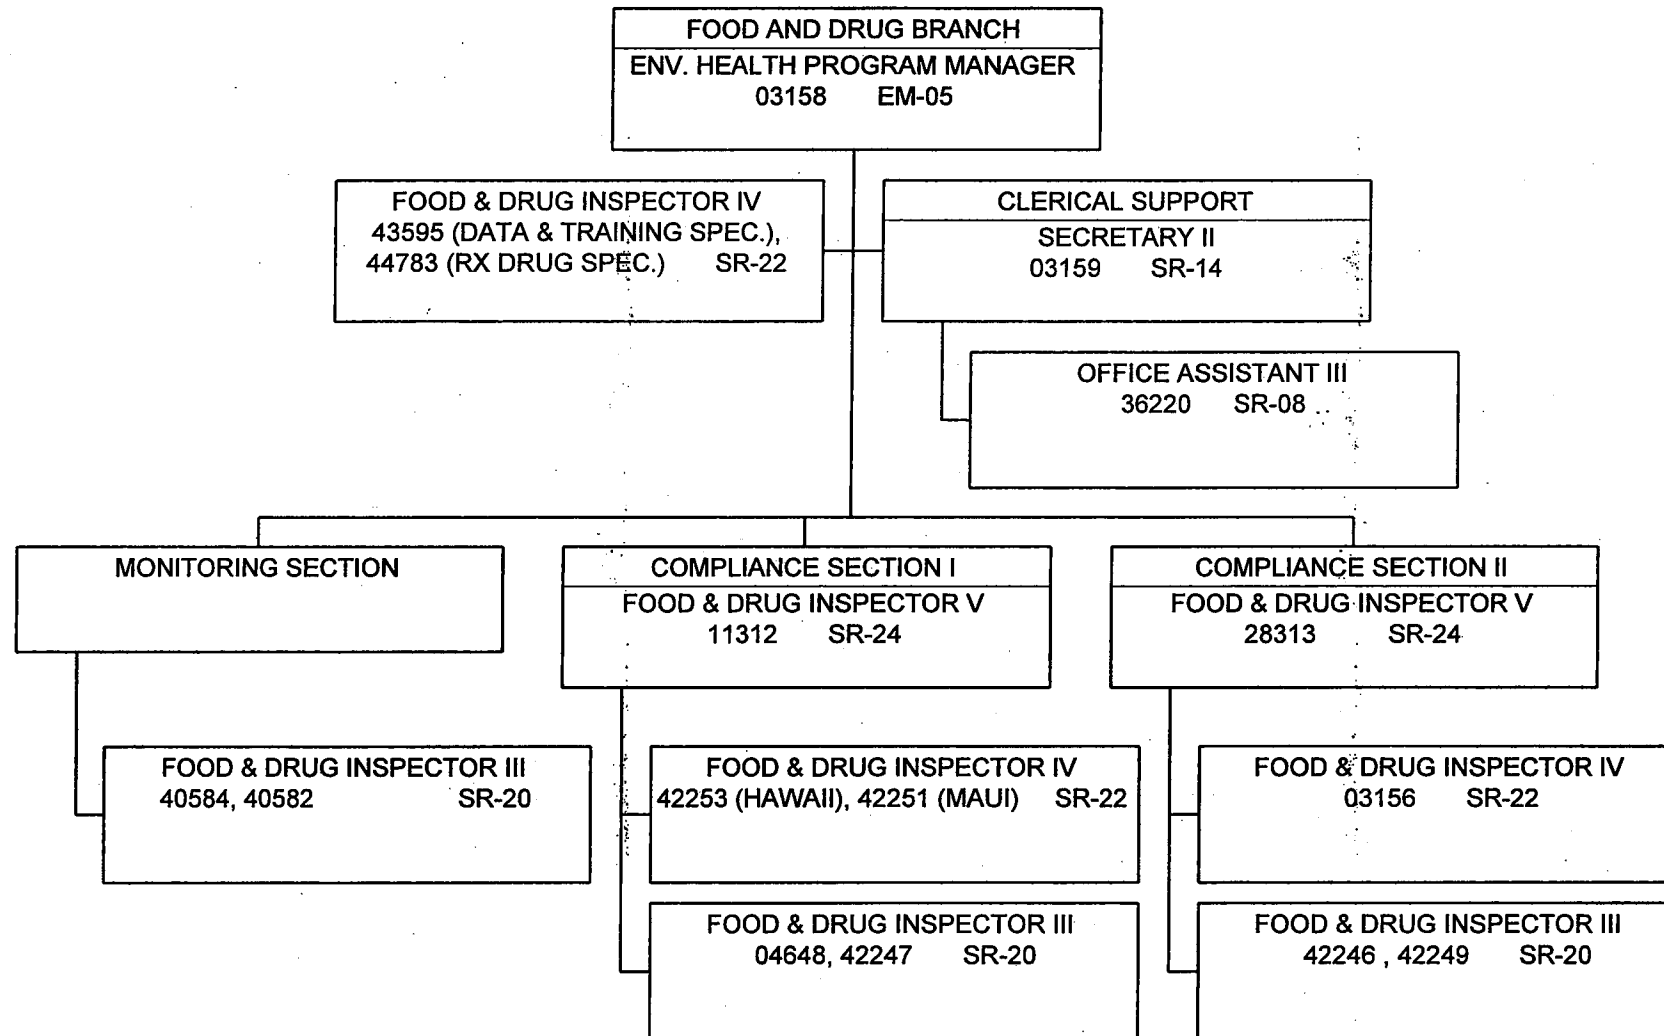 FOOD AND DRUG BRANCH
ENV. HEALTH PROGRAM MANAGER
03158 EM-05
FOOD & DRUG INSPECTOR IV
43595 (DATA & TRAINING SPEC.),
44783 (RX DRUG SPEC.) SR-22
CLERICAL SUPPORT
SECRETARY II
03159 SR-14
OFFICE ASSISTANT III
36220 SR-08
MONITORING SECTION
COMPLIANCE SECTION I
FOOD & DRUG INSPECTOR V
11312 SR-24
COMPLIANCE SECTION II
FOOD & DRUG INSPECTOR V
28313 SR-24
FOOD & DRUG INSPECTOR III
40584, 40582 SR-20
FOOD & DRUG INSPECTOR IV
42253 (HAWAII), 42251 (MAUI) SR-22
FOOD & DRUG INSPECTOR IV
03156 SR-22
FOOD & DRUG INSPECTOR III
04648, 42247 SR-20
FOOD & DRUG INSPECTOR III
42246 , 42249 SR-20